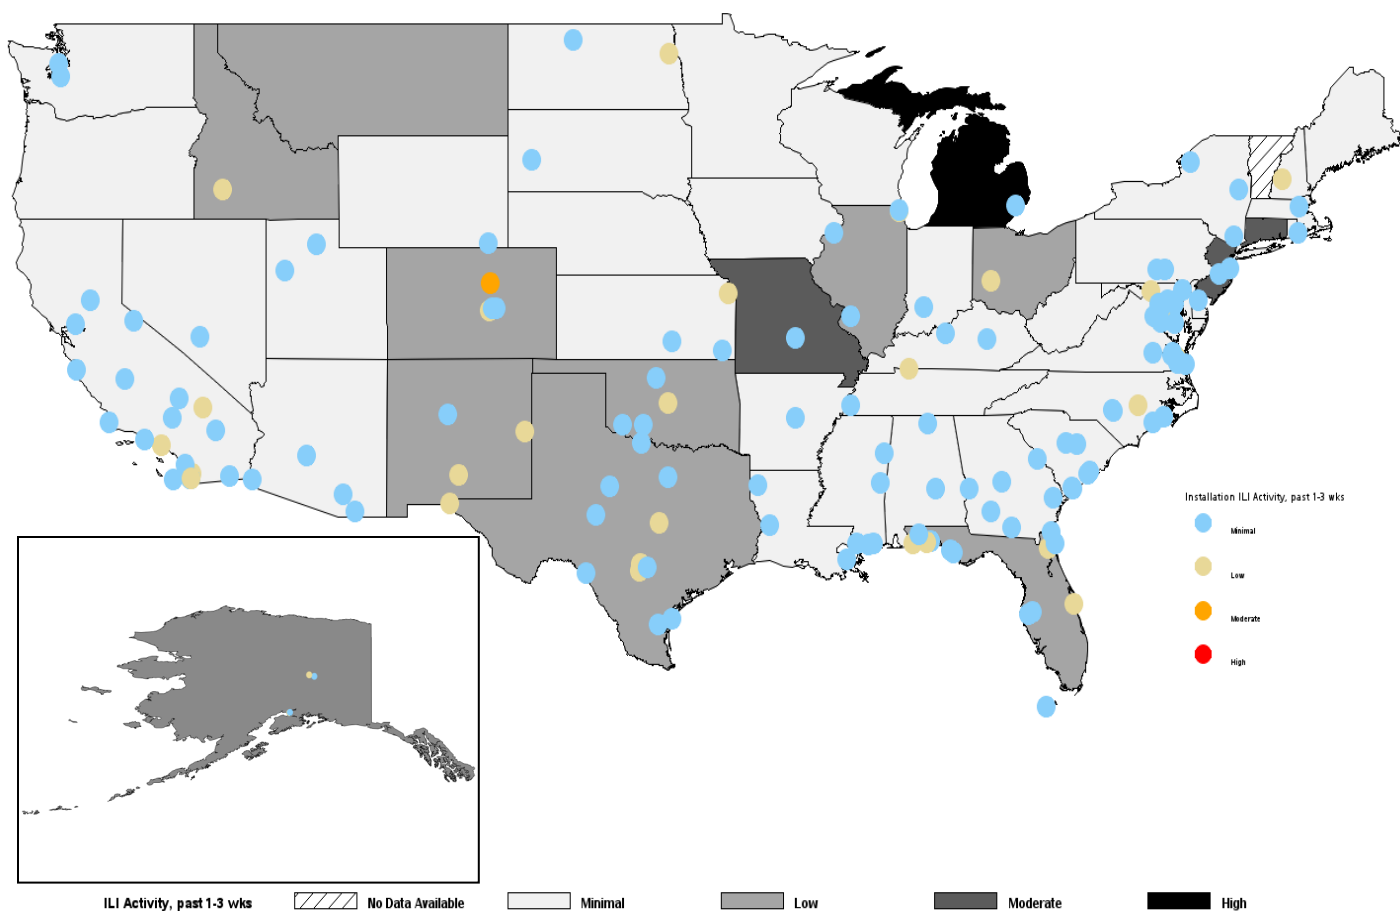 Installation ILI Activity, past 1-3 wks
Minimal
Low
Moderate
High
ILI Activity, past 1-3 wks
No Data Available
Minimal
Low
Moderate
High